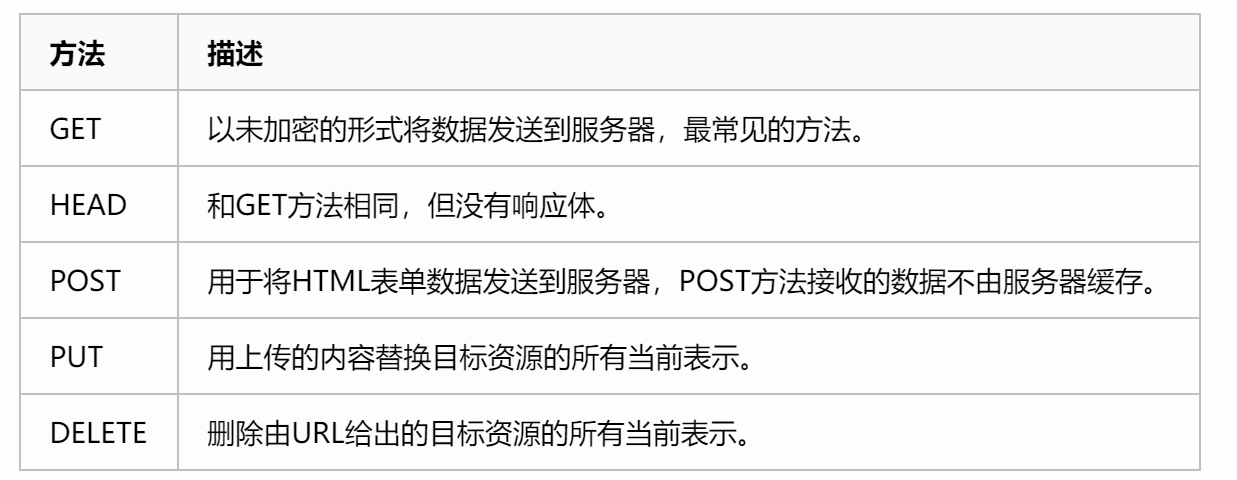 方法 描述
GET 以未加密的形式将数据发送到服务器，最常见的方法。
HEAD 和GET方法相同，但没有响应体。
POST 用于将HTML表单数据发送到服务器，POST方法接收的数据不由服务器缓存。
PUT 用上传的内容替换目标资源的所有当前表示。
DELETE 删除由URL给出的目标资源的所有当前表示。